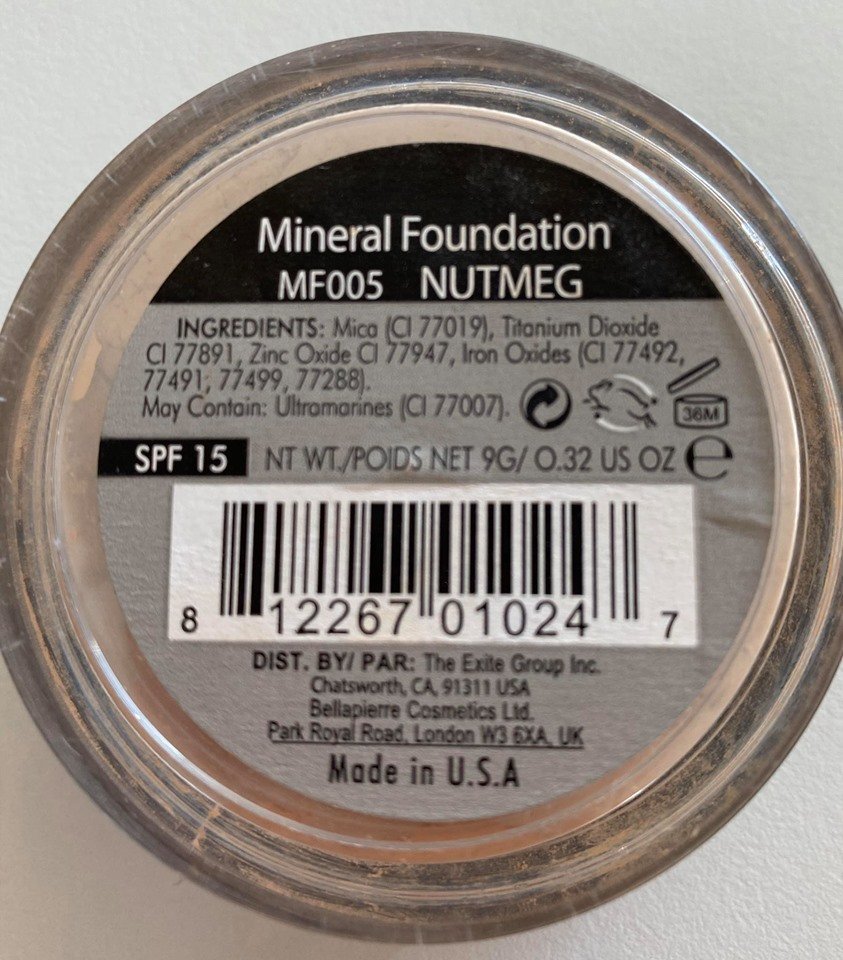 Mineral Foundation
MF005 NUTMEG
INGREDIENTS: Mica (CI 77019), Titanium Dioxide
CI 77891, Zinc Oxide CI 77947, Iron Oxides (CI 77492,
77491, 77499, 77288).
May Contain: Ultramarines (CI 77007).
36M
SPF 15 NT WT./POIDS NET 9G/ 0.32 US OZ e
8 12267 01024 7
DIST. BY/ PAR: The Exite Group Inc.
Chatsworth, CA, 91311 USA
Bellapierre Cosmetics Ltd.
Park Royal Road, London W3 6XA, UK
Made in U.S.A